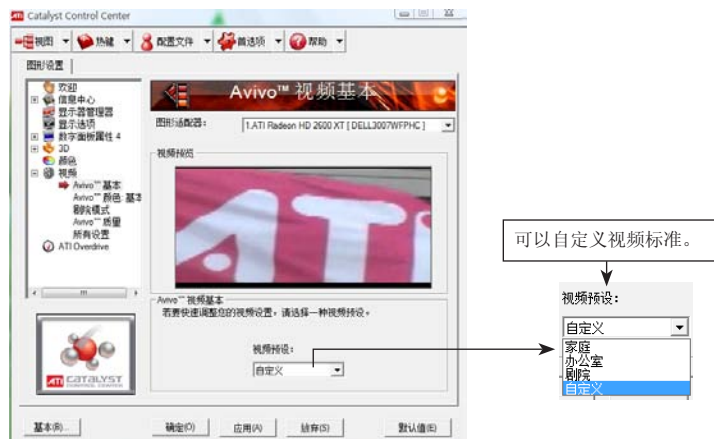 ATI Catalyst Control Center
视图 热键 配置文件 首选项 帮助
图形设置
欢迎
信息中心
显示器管理器
显示选项
数字面板属性 4
3D
颜色
视频
Avivo™ 基本
Avivo™ 颜色 基本
剧院模式
Avivo™ 质量
所有设置
ATI Overdrive
Avivo™ 视频基本
图形适配器：
1.ATI Radeon HD 2600 XT [ DELL3007WFPHC ]
视频预览
ATI
Avivo™ 视频基本
若要快速调整您的视频设置，请选择一种视频预设。
视频预设：
自定义
ATI CATALYST
CONTROL CENTER
基本(B)...
确定(O)
应用(A)
放弃(S)
默认值(E)
可以自定义视频标准。
视频预设：
自定义
家庭
办公室
剧院
自定义